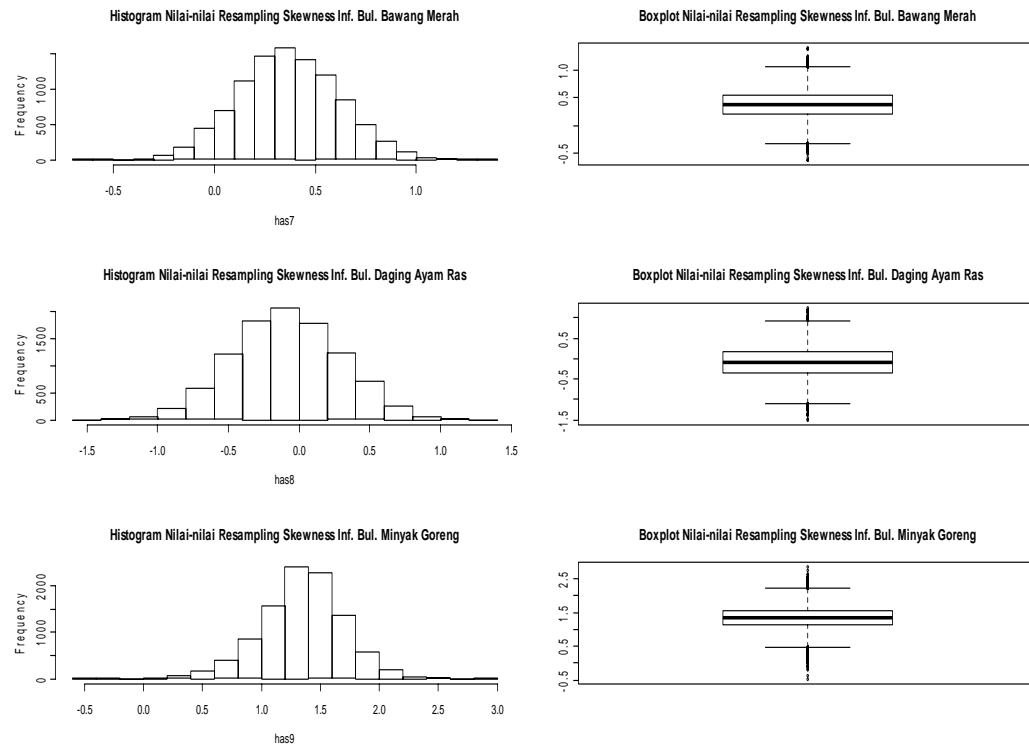 Histogram Nilai-nilai Resampling Skewness Inf. Bul. Bawang Merah
Frequency
0 500 1000
-0.5 0.0 0.5 1.0
has7
Boxplot Nilai-nilai Resampling Skewness Inf. Bul. Bawang Merah
-0.5 0.5 1.0
Histogram Nilai-nilai Resampling Skewness Inf. Bul. Daging Ayam Ras
Frequency
0 500 1500
-1.5 -1.0 -0.5 0.0 0.5 1.0 1.5
has8
Boxplot Nilai-nilai Resampling Skewness Inf. Bul. Daging Ayam Ras
-1.5 -0.5 0.5
Histogram Nilai-nilai Resampling Skewness Inf. Bul. Minyak Goreng
Frequency
0 1000 2000
-0.5 0.0 0.5 1.0 1.5 2.0 2.5 3.0
has9
Boxplot Nilai-nilai Resampling Skewness Inf. Bul. Minyak Goreng
-0.5 0.5 1.5 2.5